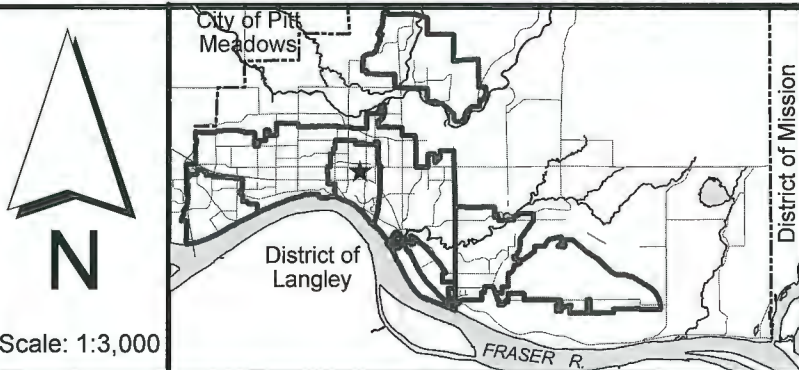 City of Pitt
Meadows
District of Mission
District of
Langley
N
Scale: 1:3,000
FRASER R.